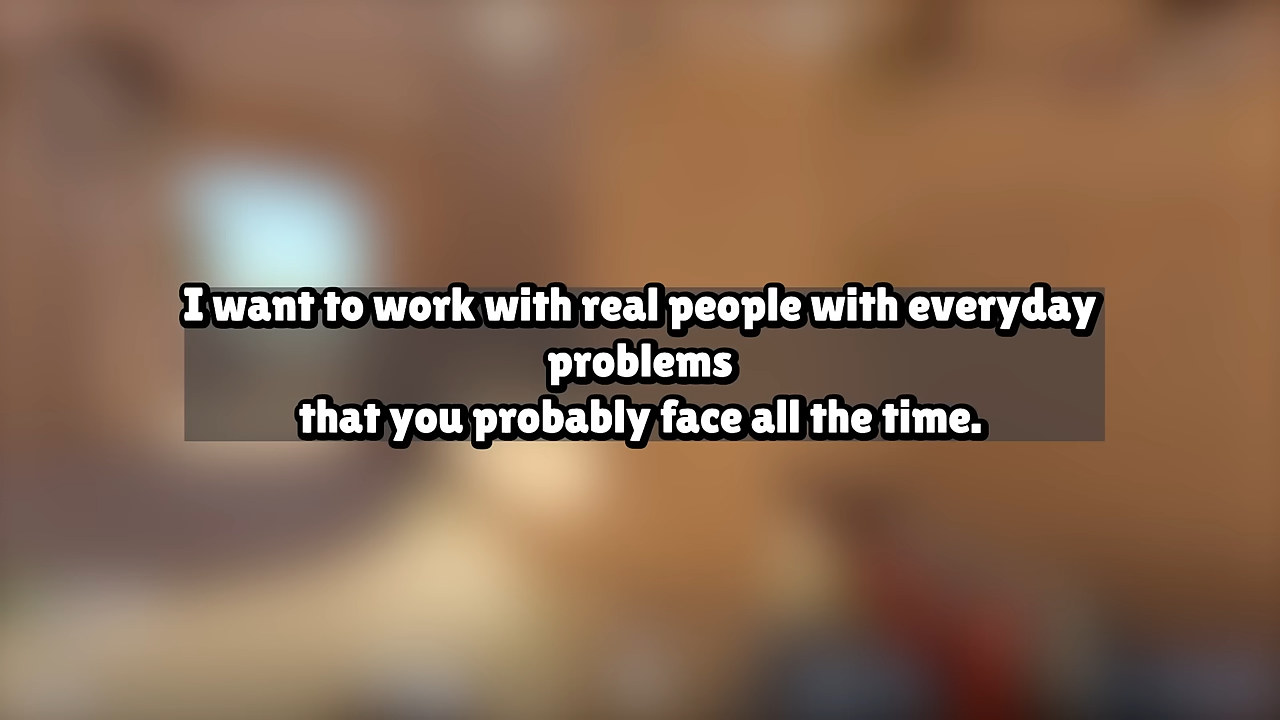 I want to work with real people with everyday
problems
that you probably face all the time.